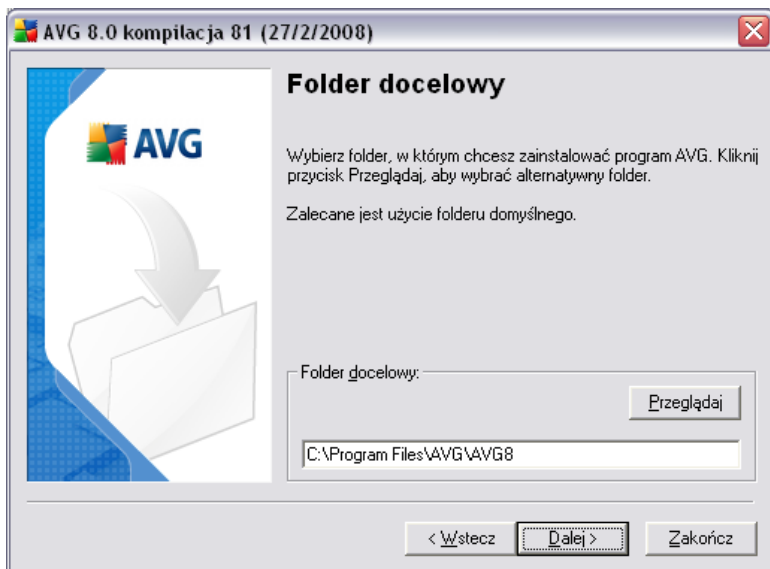 AVG 8.0 kompilacja 81 (27/2/2008)
AVG
Folder docelowy
Wybierz folder, w którym chcesz zainstalować program AVG. Kliknij
przycisk Przeglądaj, aby wybrać alternatywny folder.
Zalecane jest użycie folderu domyślnego.
Folder docelowy:
Przeglądaj
C:\Program Files\AVG\AVG8
< Wstecz
Dalej >
Zakończ